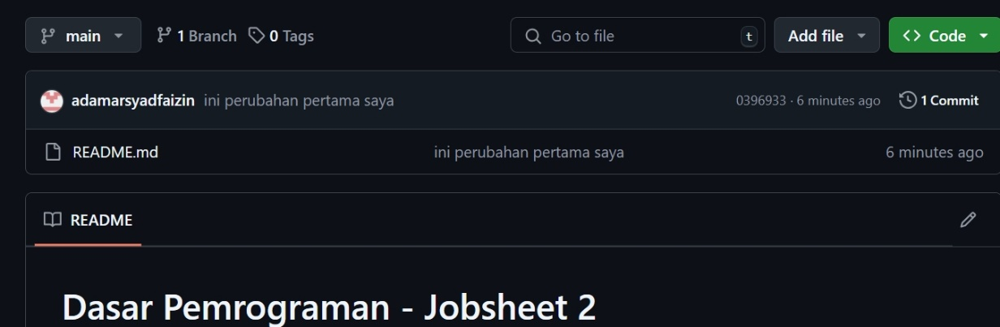 main 1 Branch 0 Tags Go to file t Add file Code
adamarsyadfaizin ini perubahan pertama saya 0396933 · 6 minutes ago 1 Commit
README.md ini perubahan pertama saya 6 minutes ago
README
Dasar Pemrograman - Jobsheet 2